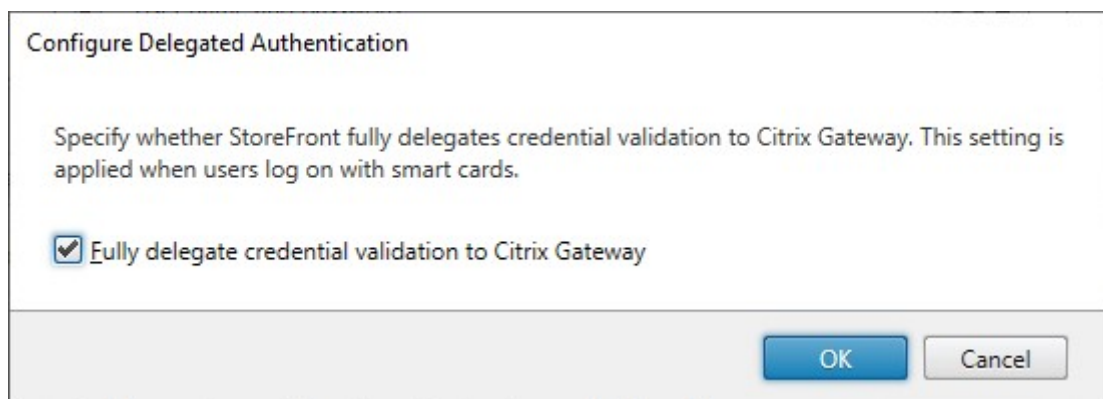 Configure Delegated Authentication
Specify whether StoreFront fully delegates credential validation to Citrix Gateway. This setting is
applied when users log on with smart cards.
Fully delegate credential validation to Citrix Gateway
OK
Cancel